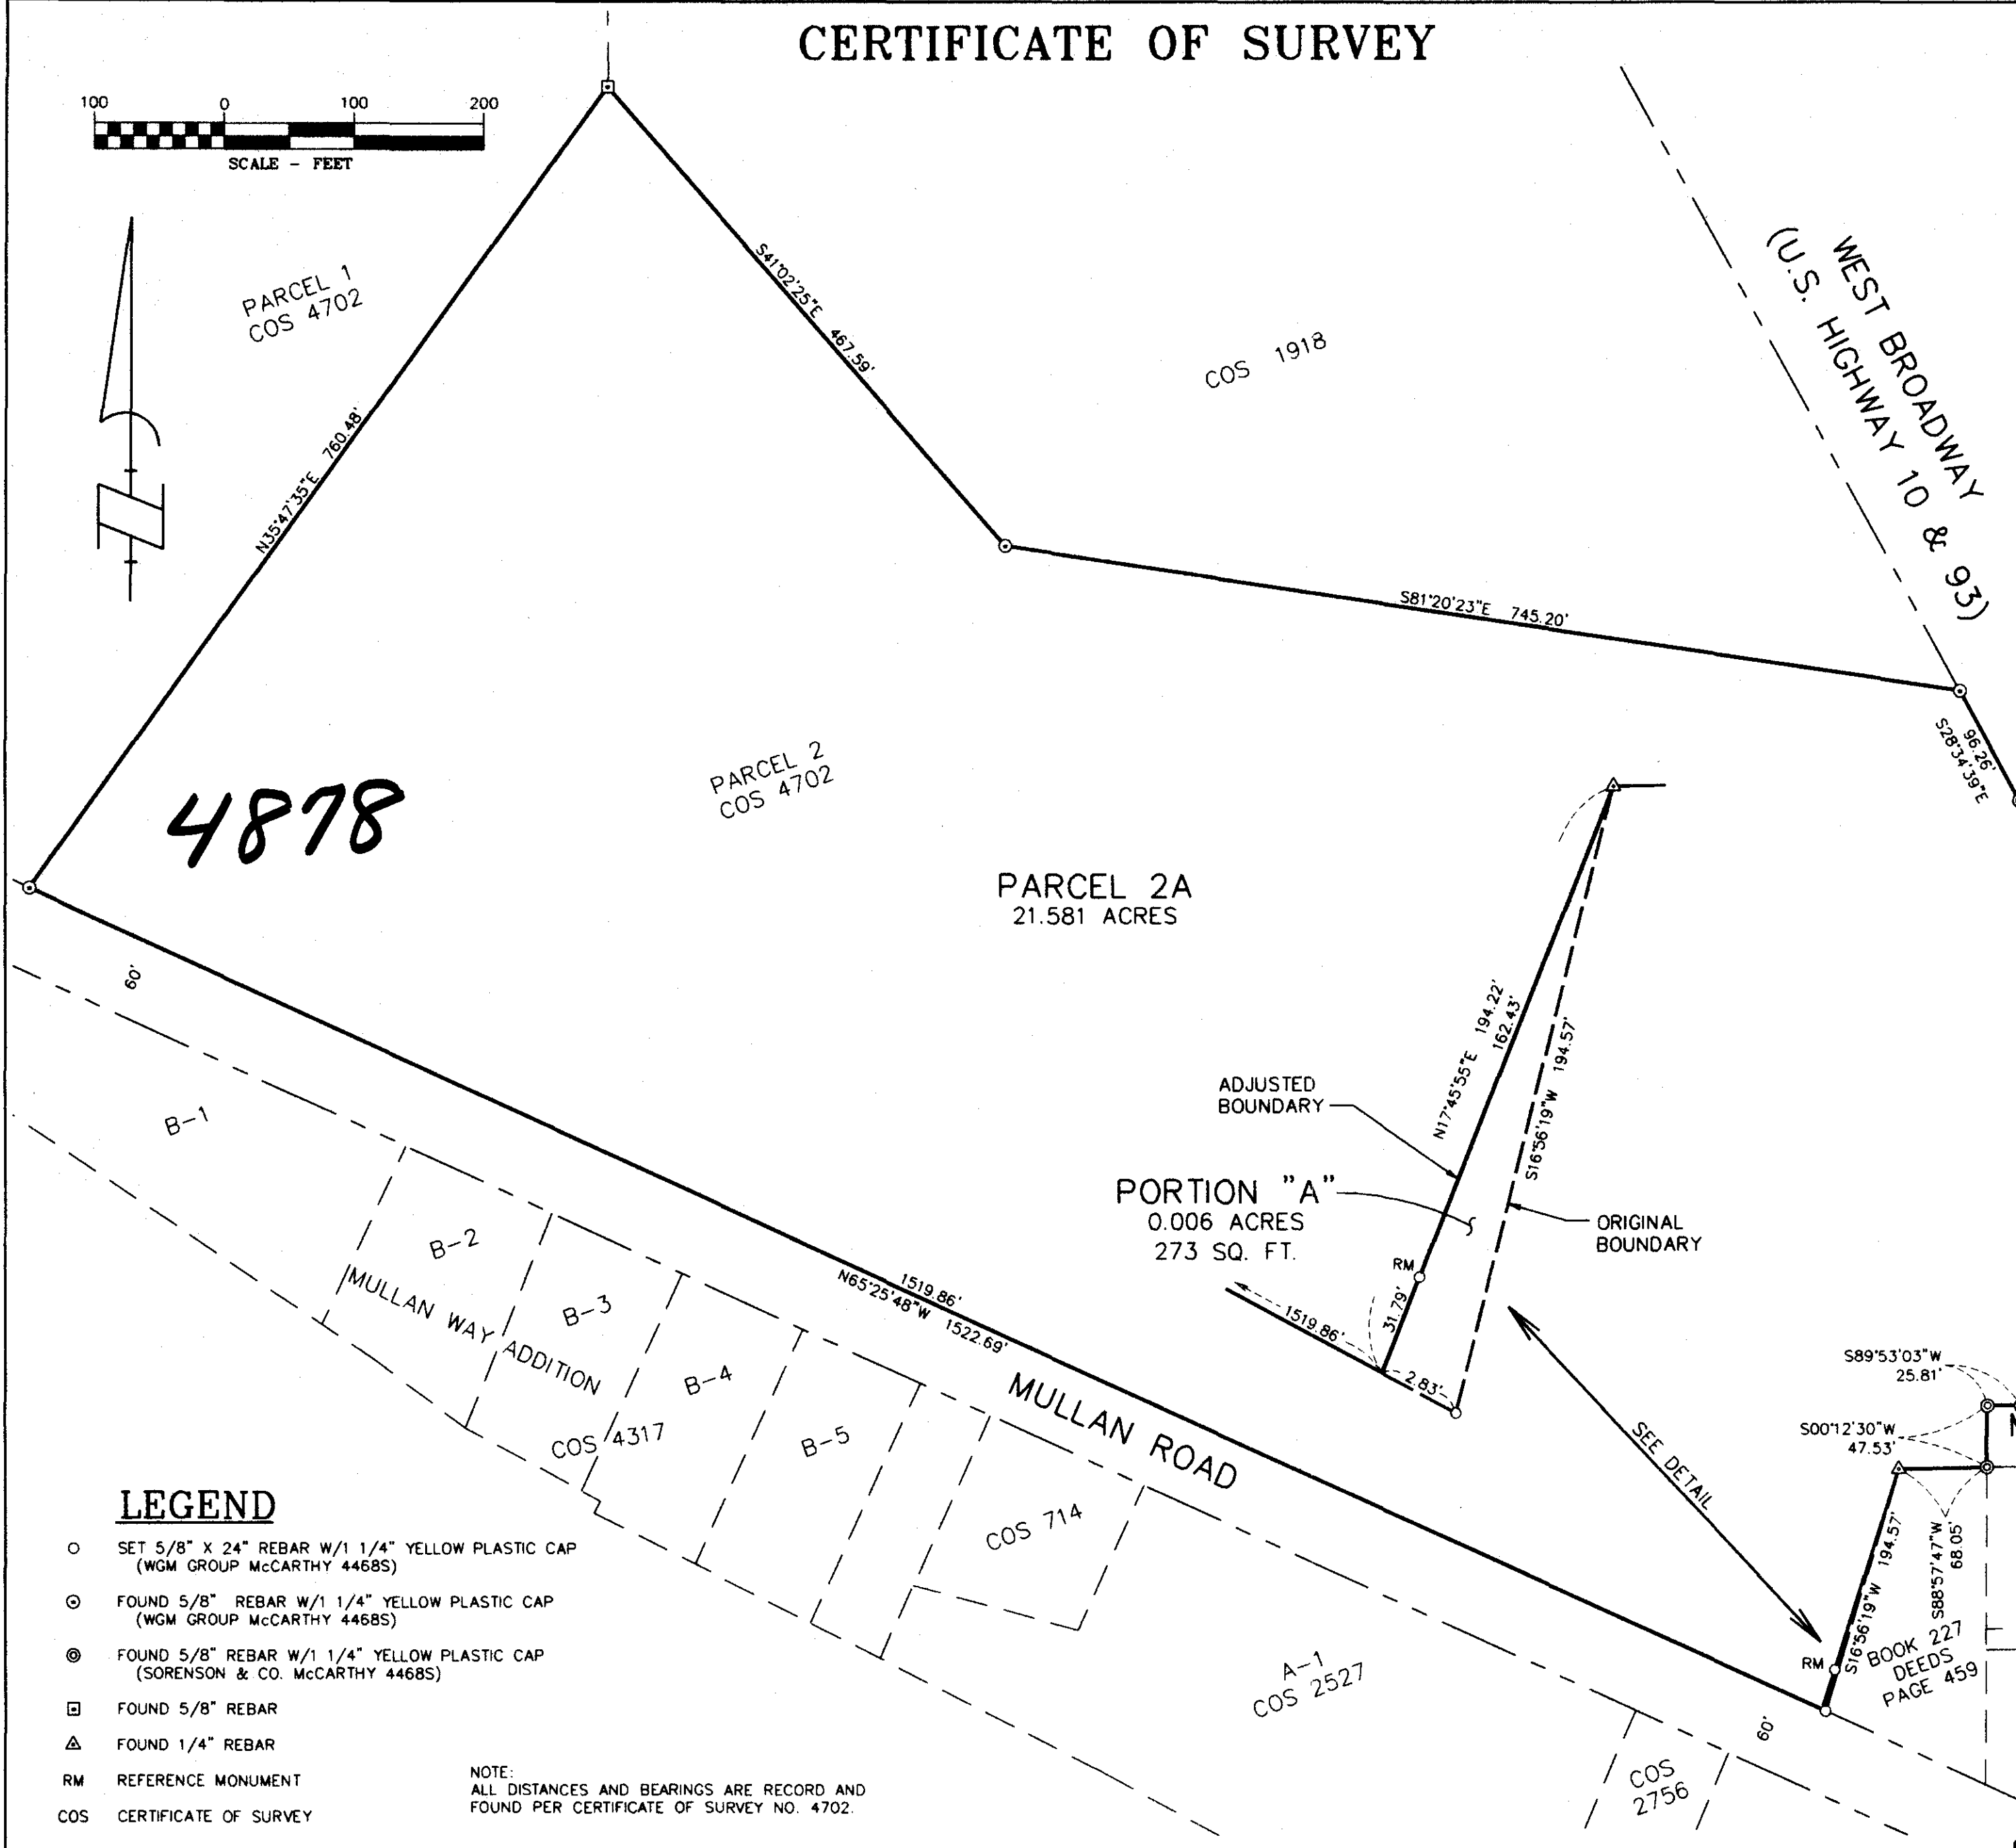 CERTIFICATE OF SURVEY
100 0 100 200
SCALE - FEET
PARCEL 1
COS 4702
N35°47'35"E 760.48'
S41°02'25"E 467.59'
COS 1918
WEST BROADWAY
(U.S. HIGHWAY 10 & 93)
S81°20'23"E 745.20'
96.26'
S28°34'39"E
PARCEL 2
COS 4702
4878
PARCEL 2A
21.581 ACRES
60'
N17°45'55"E 194.22'
162.43'
S16°56'19"W 194.57'
ADJUSTED
BOUNDARY
PORTION "A"
0.006 ACRES
273 SQ. FT.
ORIGINAL
BOUNDARY
RM
31.79'
1519.86'
2.83'
B-1
B-2
B-3
B-4
B-5
MULLAN WAY ADDITION
COS 4317
1519.86'
N65°25'48"W 1522.69'
MULLAN ROAD
SEE DETAIL
S89°53'03"W
25.81'
S00°12'30"W
47.53'
S16°56'19"W 194.57'
S88°57'47"W
68.05'
RM
BOOK 227
DEEDS
PAGE 459
COS 714
A-1
COS 2527
60'
COS
2756
LEGEND
SET 5/8" X 24" REBAR W/1 1/4" YELLOW PLASTIC CAP
(WGM GROUP McCARTHY 4468S)
FOUND 5/8" REBAR W/1 1/4" YELLOW PLASTIC CAP
(WGM GROUP McCARTHY 4468S)
FOUND 5/8" REBAR W/1 1/4" YELLOW PLASTIC CAP
(SORENSON & CO. McCARTHY 4468S)
FOUND 5/8" REBAR
FOUND 1/4" REBAR
RM REFERENCE MONUMENT
COS CERTIFICATE OF SURVEY
NOTE:
ALL DISTANCES AND BEARINGS ARE RECORD AND
FOUND PER CERTIFICATE OF SURVEY NO. 4702.